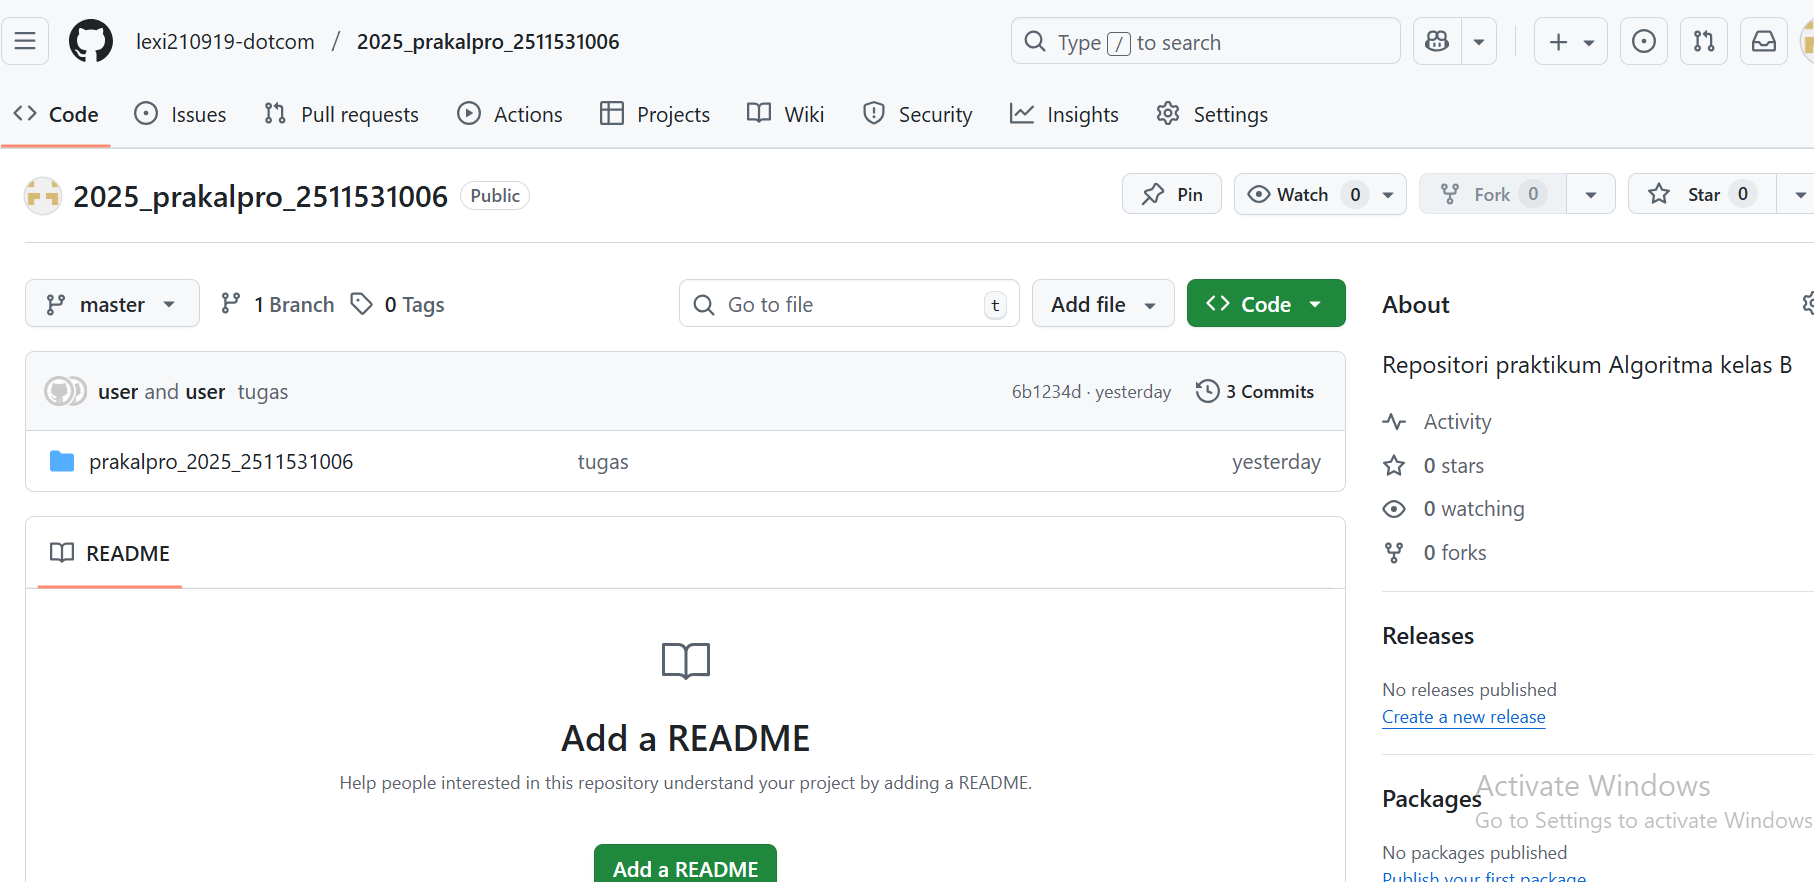 lexi210919-dotcom / 2025_prakalpro_2511531006
Type / to search
Code Issues Pull requests Actions Projects Wiki Security Insights Settings
2025_prakalpro_2511531006 Public
Pin Watch 0 Fork 0 Star 0
master 1 Branch 0 Tags
Go to file t
Add file Code
user and user tugas 6b1234d · yesterday 3 Commits
prakalpro_2025_2511531006 tugas yesterday
README
Add a README
Help people interested in this repository understand your project by adding a README.
Add a README
About
Repositori praktikum Algoritma kelas B
Activity
0 stars
0 watching
0 forks
Releases
No releases published
Create a new release
Packages
No packages published
Publish your first package
Activate Windows
Go to Settings to activate Windows